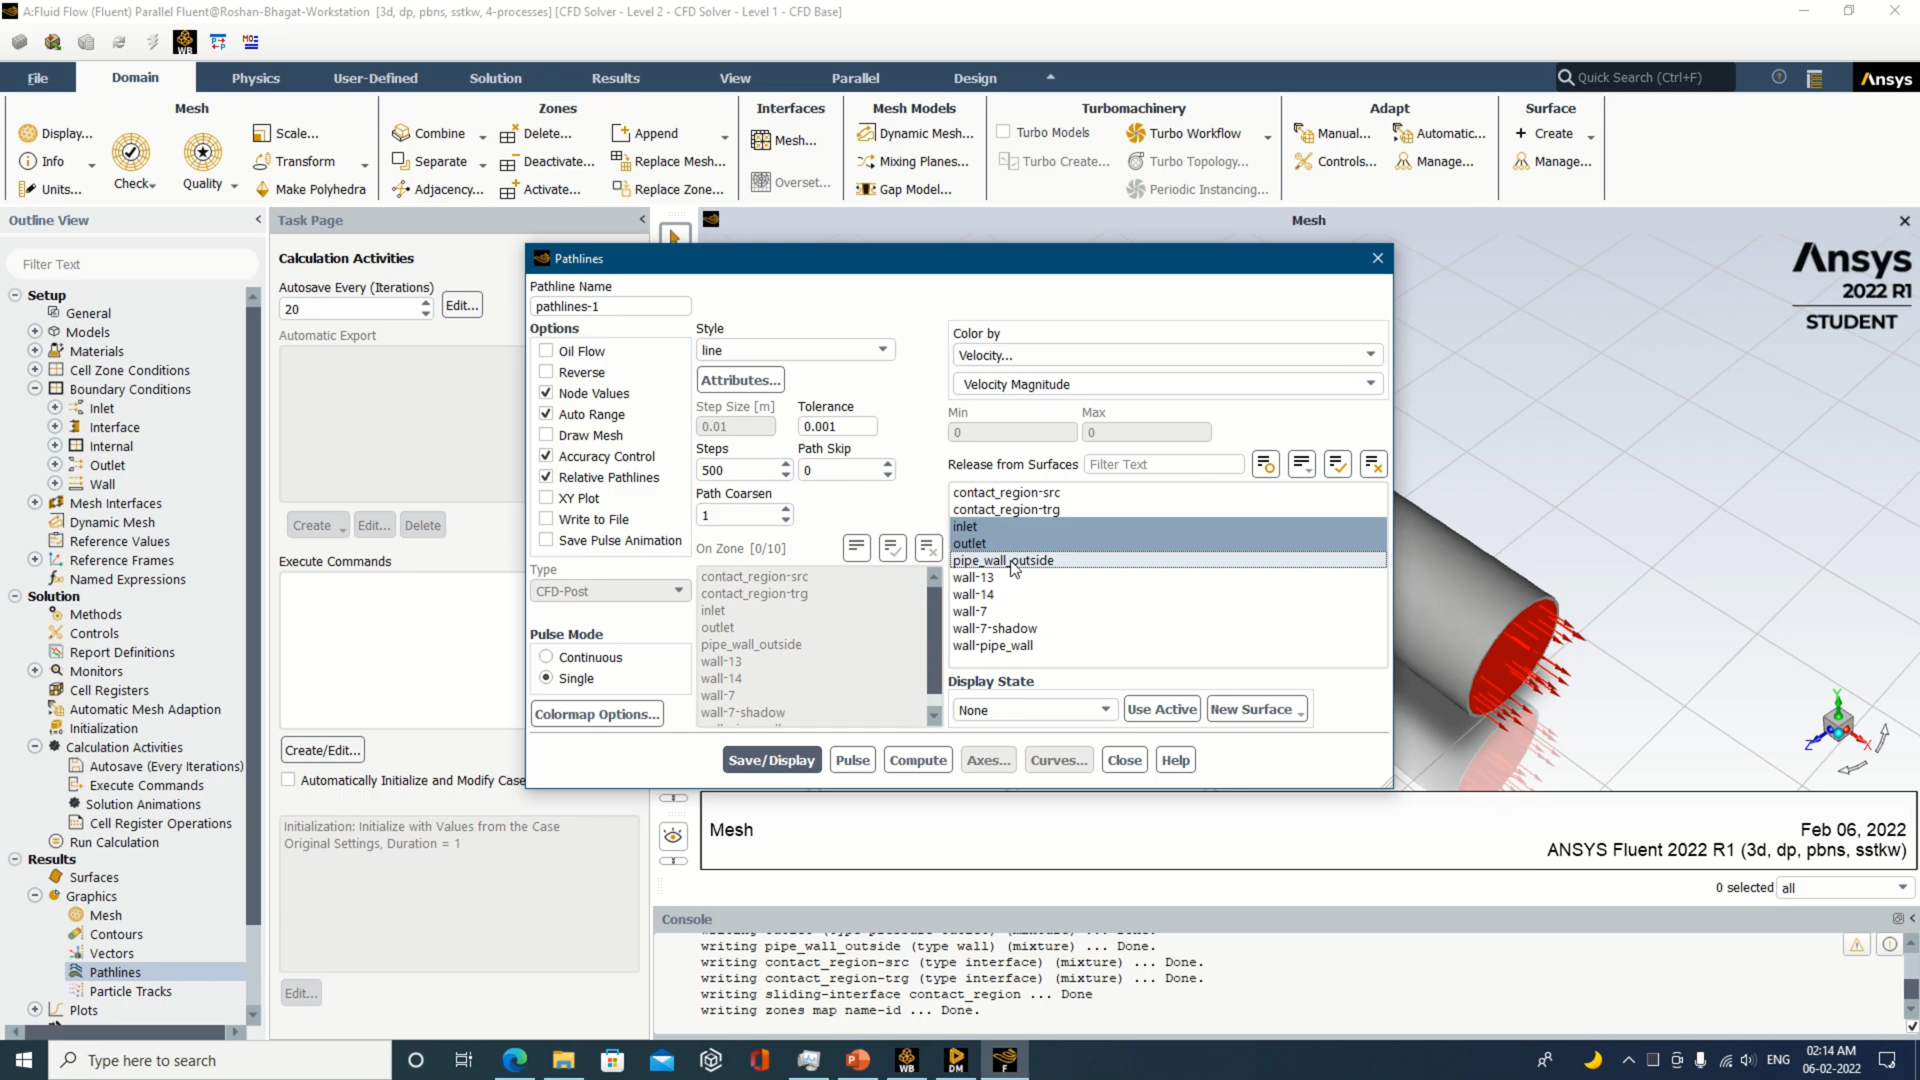 A:Fluid Flow (Fluent) Parallel Fluent@Roshan-Bhagat-Workstation [3d, dp, pbns, sstkw, 4-processes] [CFD Solver - Level 2 - CFD Solver - Level 1 - CFD Base]
WB
File Domain Physics User-Defined Solution Results View Parallel Design Quick Search (Ctrl+F) Ansys
Mesh
Display...
Info
Units...
Check
Quality
Scale...
Transform
Make Polyhedra
Zones
Combine
Separate
Adjacency...
Delete...
Deactivate...
Activate...
Append
Replace Mesh...
Replace Zone...
Interfaces
Mesh...
Overset...
Mesh Models
Dynamic Mesh...
Mixing Planes...
Gap Model...
Turbomachinery
Turbo Models
Turbo Create...
Turbo Workflow
Turbo Topology...
Periodic Instancing...
Adapt
Manual...
Controls...
Automatic...
Manage...
Surface
Create
Manage...
Outline View
Filter Text
Setup
General
Models
Materials
Cell Zone Conditions
Boundary Conditions
Inlet
Interface
Internal
Outlet
Wall
Mesh Interfaces
Dynamic Mesh
Reference Values
Reference Frames
Named Expressions
Solution
Methods
Controls
Report Definitions
Monitors
Cell Registers
Automatic Mesh Adaption
Initialization
Calculation Activities
Autosave (Every Iterations)
Execute Commands
Solution Animations
Cell Register Operations
Run Calculation
Results
Surfaces
Graphics
Mesh
Contours
Vectors
Pathlines
Particle Tracks
Plots
Task Page
Calculation Activities
Autosave Every (Iterations)
20 Edit...
Automatic Export
Create Edit... Delete
Execute Commands
Create/Edit...
Automatically Initialize and Modify Case
Initialization: Initialize with Values from the Case
Original Settings, Duration = 1
Edit...
Pathlines
Pathline Name
pathlines-1
Options
Oil Flow
Reverse
Node Values
Auto Range
Draw Mesh
Accuracy Control
Relative Pathlines
XY Plot
Write to File
Save Pulse Animation
Type
CFD-Post
Pulse Mode
Continuous
Single
Colormap Options...
Style
line
Attributes...
Step Size [m] Tolerance
0.01 0.001
Steps Path Skip
500 0
Path Coarsen
1
On Zone [0/10]
contact_region-src
contact_region-trg
inlet
outlet
pipe_wall_outside
wall-13
wall-14
wall-7
wall-7-shadow
Color by
Velocity...
Velocity Magnitude
Min Max
0 0
Release from Surfaces Filter Text
contact_region-src
contact_region-trg
inlet
outlet
pipe_wall_outside
wall-13
wall-14
wall-7
wall-7-shadow
wall-pipe_wall
Display State
None Use Active New Surface
Save/Display Pulse Compute Axes... Curves... Close Help
Mesh
Ansys
2022 R1
STUDENT
Y
Z
X
Mesh
Feb 06, 2022
ANSYS Fluent 2022 R1 (3d, dp, pbns, sstkw)
0 selected all
Console
writing pipe_wall_outside (type wall) (mixture) ... Done.
writing contact_region-src (type interface) (mixture) ... Done.
writing contact_region-trg (type interface) (mixture) ... Done.
writing sliding-interface contact_region ... Done
writing zones map name-id ... Done.
Type here to search
WB
DM
F
ENG
02:14 AM
06-02-2022